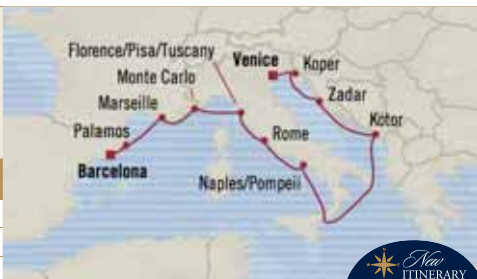 Florence/Pisa/Tuscany
Venice
Koper
Monte Carlo
Zadar
Marseille
Kotor
Palamos
Rome
Barcelona
Naples/Pompeii
New
ITINERARY